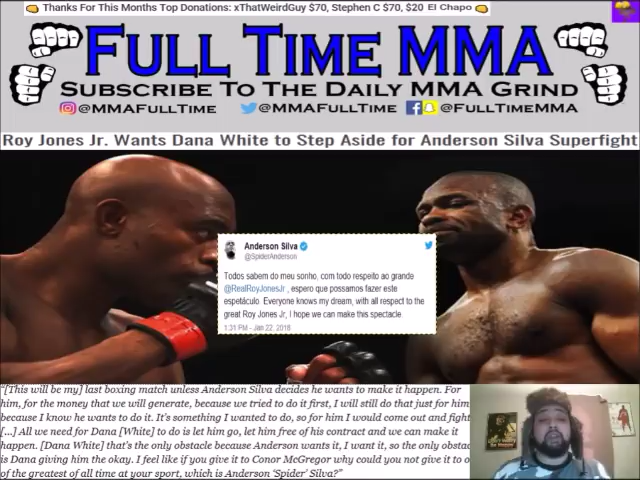 Thanks For This Months Top Donations: xThatWeirdGuy $70, Stephen C $70, $20 El Chapo
FULL TIME MMA
SUBSCRIBE TO THE DAILY MMA GRIND
@MMAFULLTIME @MMAFULLTIME @FULLTIMEMMA
Roy Jones Jr. Wants Dana White to Step Aside for Anderson Silva Superfight
Anderson Silva
@SpiderAnderson
Todos sabem do meu sonho, com todo respeito ao grande
@RealRoyJonesJr , espero que possamos fazer este
espetáculo. Everyone knows my dream, with all respect to the
great Roy Jones Jr, I hope we can make this spectacle.
1:31 PM - Jan 22, 2018
"[This will be my] last boxing match unless Anderson Silva decides he wants to make it happen. For
him, for the money that we will generate, because we tried to do it first, I will still do that just for him
because I know he wants to do it. It's something I wanted to do, so for him I would come out and fight
[...] All we need for Dana [White] to do is let him go, let him free of his contract and we can make it
happen. [Dana White] that's the only obstacle because Anderson wants it, I want it, so the only obstac
is Dana giving him the okay. I feel like if you give it to Conor McGregor why could you not give it to o
of the greatest of all time at your sport, which is Anderson 'Spider' Silva?"